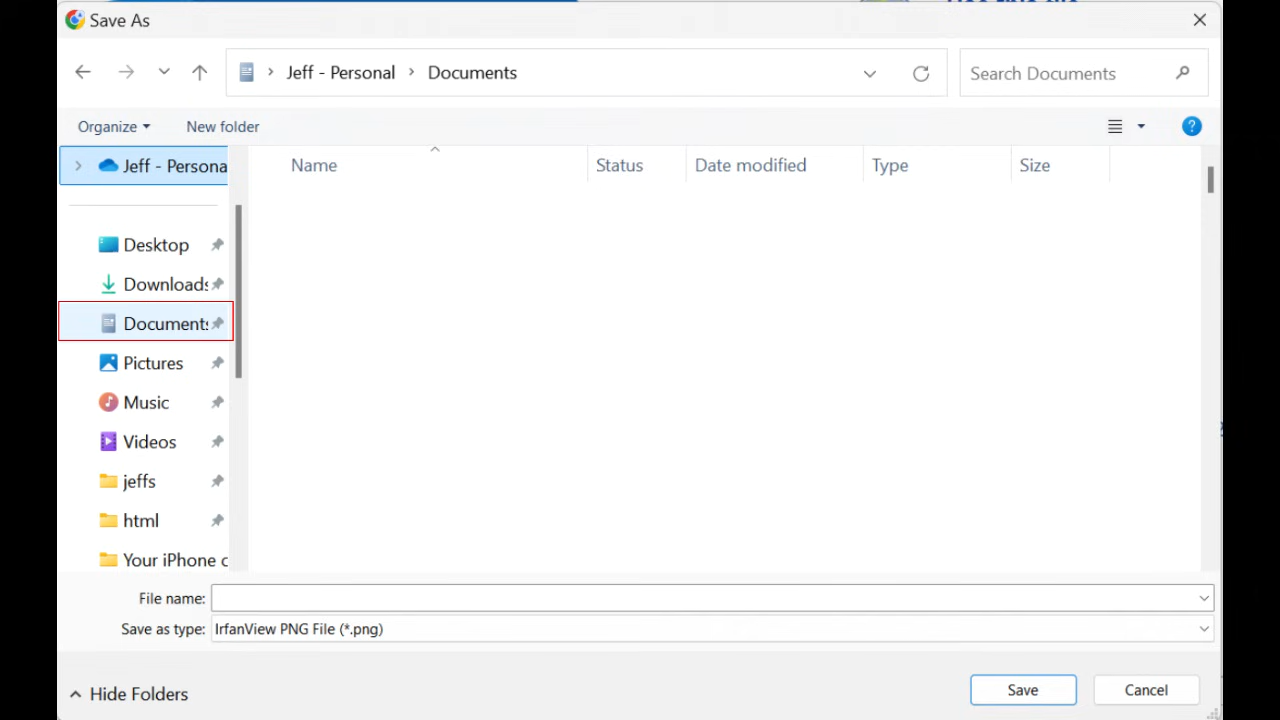 Save As
Jeff - Personal
Documents
Search Documents
Organize
New folder
?
Jeff - Persona
Name
Status
Date modified
Type
Size
Desktop
Downloads
Documents
Pictures
Music
Videos
jeffs
html
Your iPhone c
File name:
Save as type: IrfanView PNG File (*.png)
Hide Folders
Save
Cancel